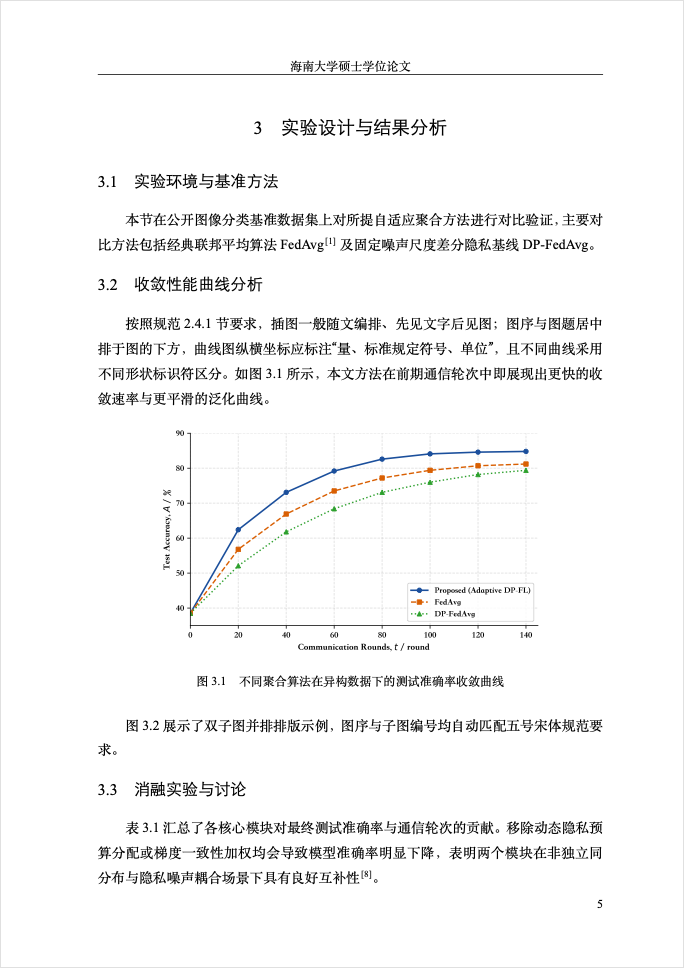 海南大学硕士学位论文
3 实验设计与结果分析
3.1 实验环境与基准方法
本节在公开图像分类基准数据集上对所提自适应聚合方法进行对比验证，主要对
比方法包括经典联邦平均算法 FedAvg[1] 及固定噪声尺度差分隐私基线 DP-FedAvg。
3.2 收敛性能曲线分析
按照规范 2.4.1 节要求，插图一般随文编排、先见文字后见图；图序与图题居中
排于图的下方，曲线图纵横坐标应标注“量、标准规定符号、单位”，且不同曲线采用
不同形状标识符区分。如图 3.1 所示，本文方法在前期通信轮次中即展现出更快的收
敛速率与更平滑的泛化曲线。
90
80
70
60
50
40
Test Accuracy, A / %
Proposed (Adaptive DP-FL)
FedAvg
DP-FedAvg
0 20 40 60 80 100 120 140
Communication Rounds, t / round
图 3.1 不同聚合算法在异构数据下的测试准确率收敛曲线
图 3.2 展示了双子图并排排版示例，图序与子图编号均自动匹配五号宋体规范要
求。
3.3 消融实验与讨论
表 3.1 汇总了各核心模块对最终测试准确率与通信轮次的贡献。移除动态隐私预
算分配或梯度一致性加权均会导致模型准确率明显下降，表明两个模块在非独立同
分布与隐私噪声耦合场景下具有良好互补性[8]。
5